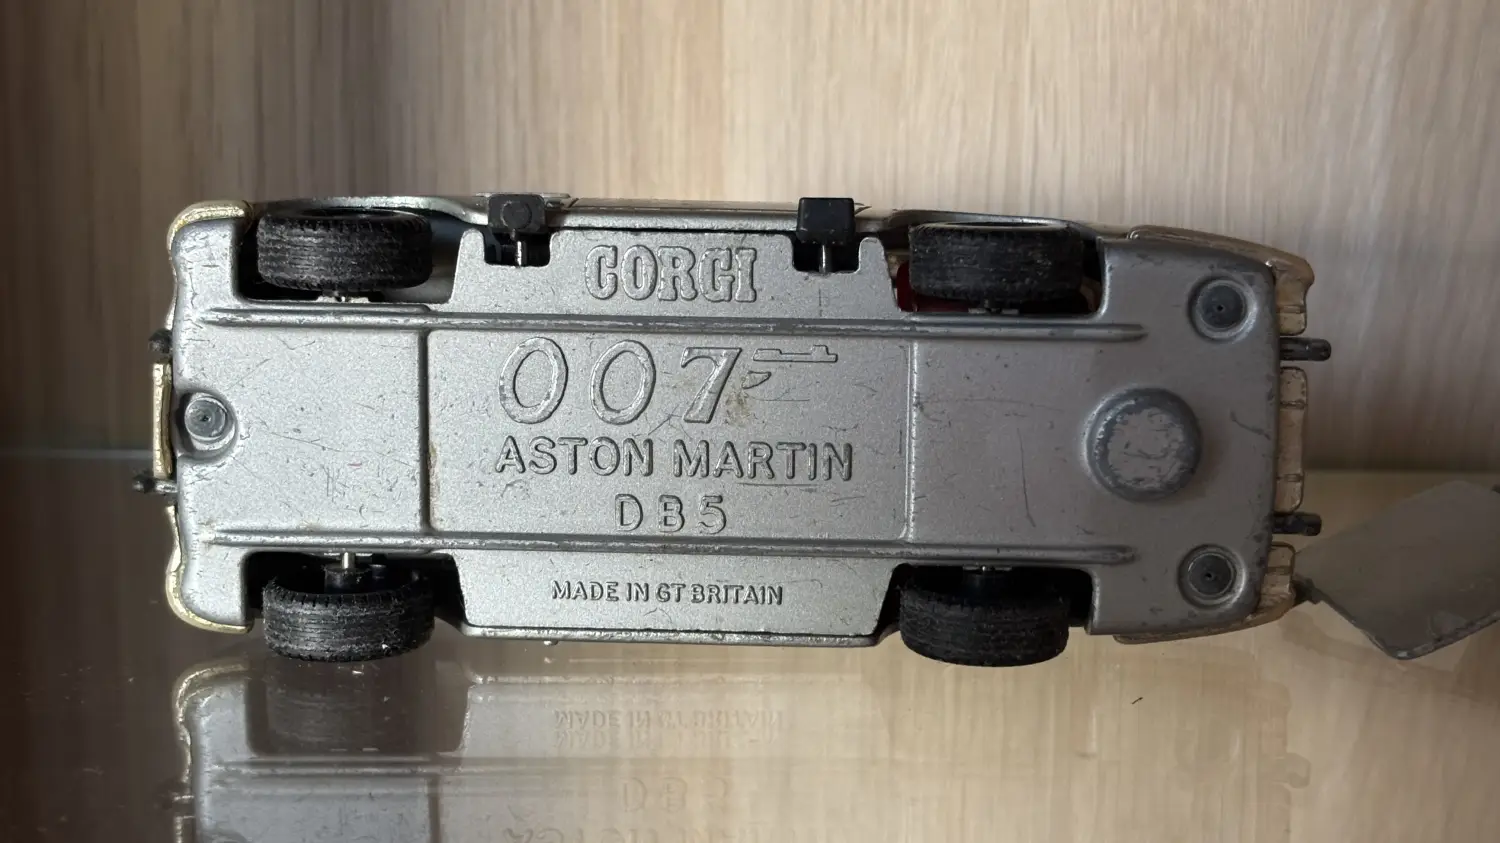 CORGI
007
ASTON MARTIN
DB5
MADE IN GT BRITAIN